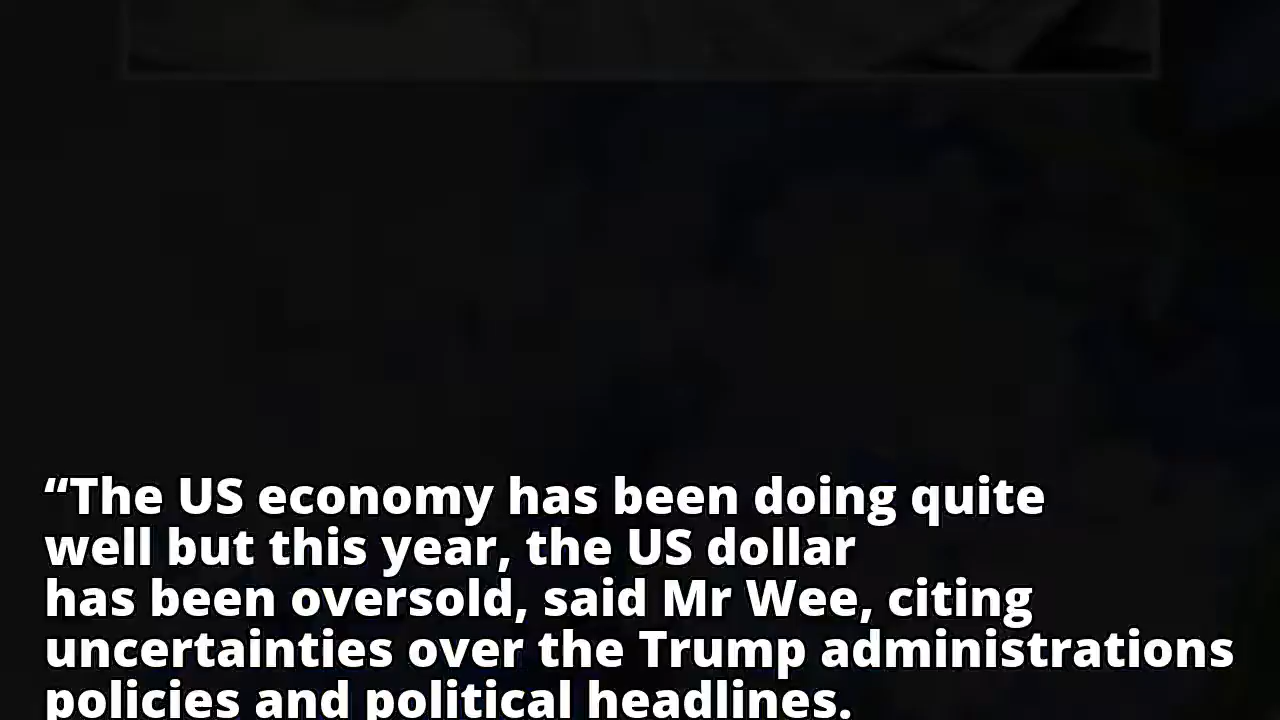 “The US economy has been doing quite
well but this year, the US dollar
has been oversold, said Mr Wee, citing
uncertainties over the Trump administrations
policies and political headlines.